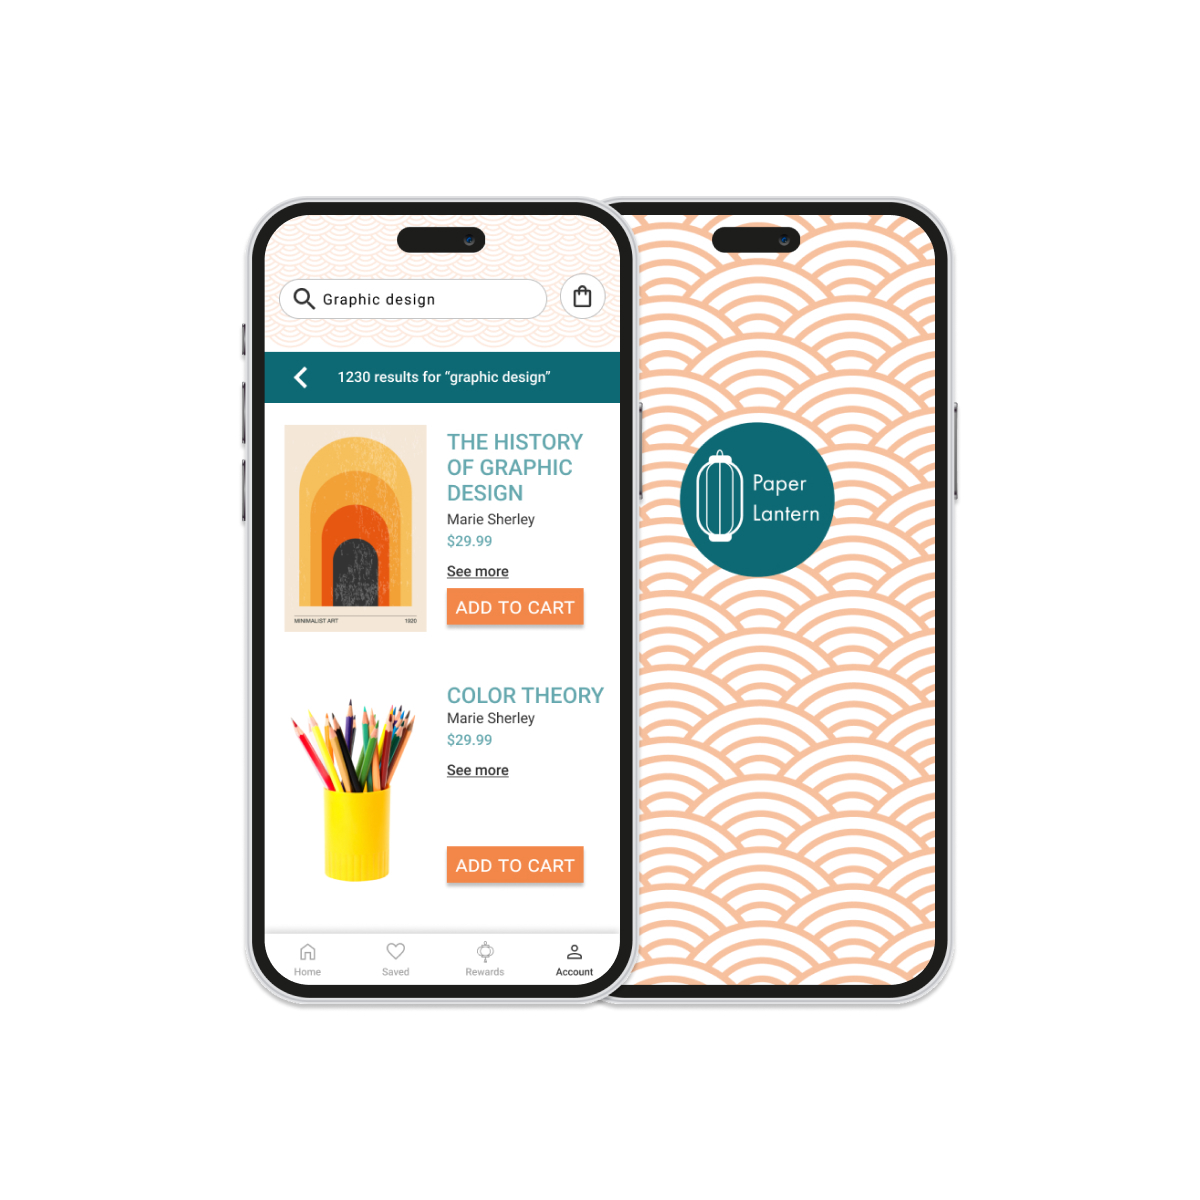 Graphic design
1230 results for “graphic design”
THE HISTORY
OF GRAPHIC
DESIGN
Marie Sherley
$29.99
See more
ADD TO CART
MINIMALIST ART
1920
COLOR THEORY
Marie Sherley
$29.99
See more
ADD TO CART
Home
Saved
Rewards
Account
Paper
Lantern